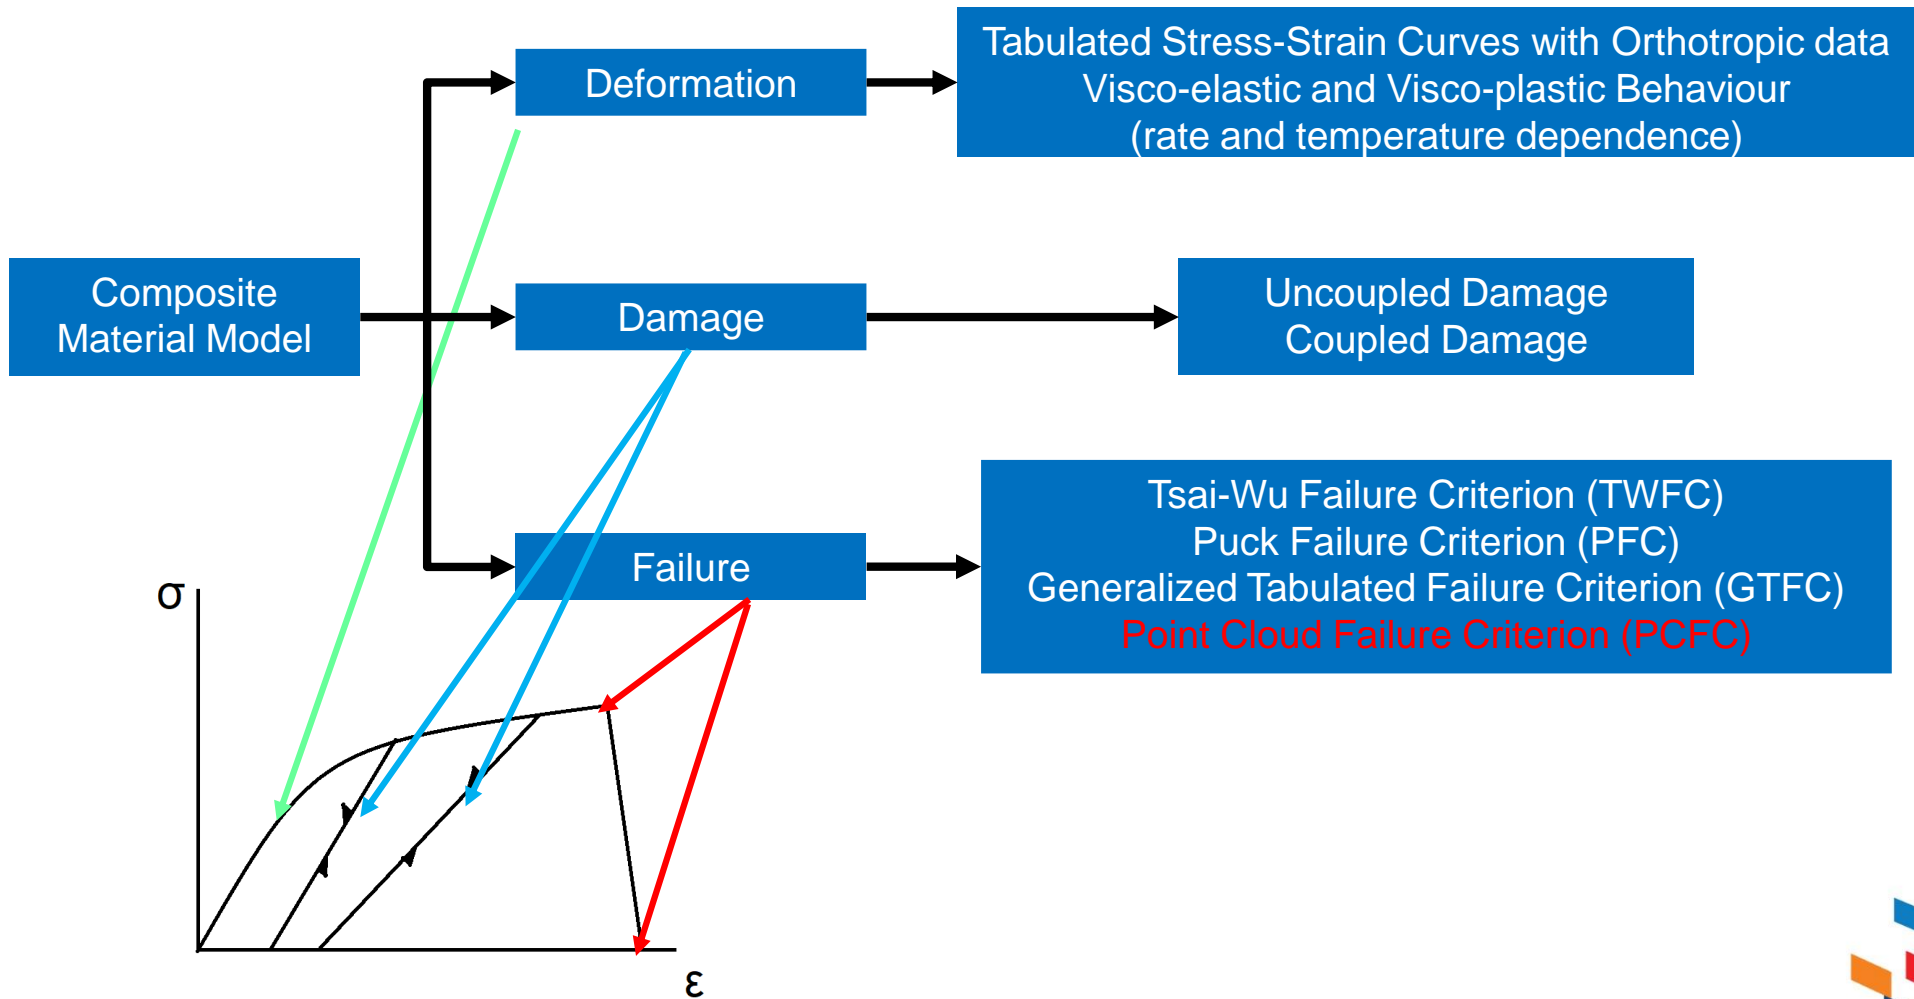 Composite
Material Model
Deformation
Tabulated Stress-Strain Curves with Orthotropic data
Visco-elastic and Visco-plastic Behaviour
(rate and temperature dependence)
Damage
Uncoupled Damage
Coupled Damage
Failure
Tsai-Wu Failure Criterion (TWFC)
Puck Failure Criterion (PFC)
Generalized Tabulated Failure Criterion (GTFC)
Point Cloud Failure Criterion (PCFC)
σ
ε